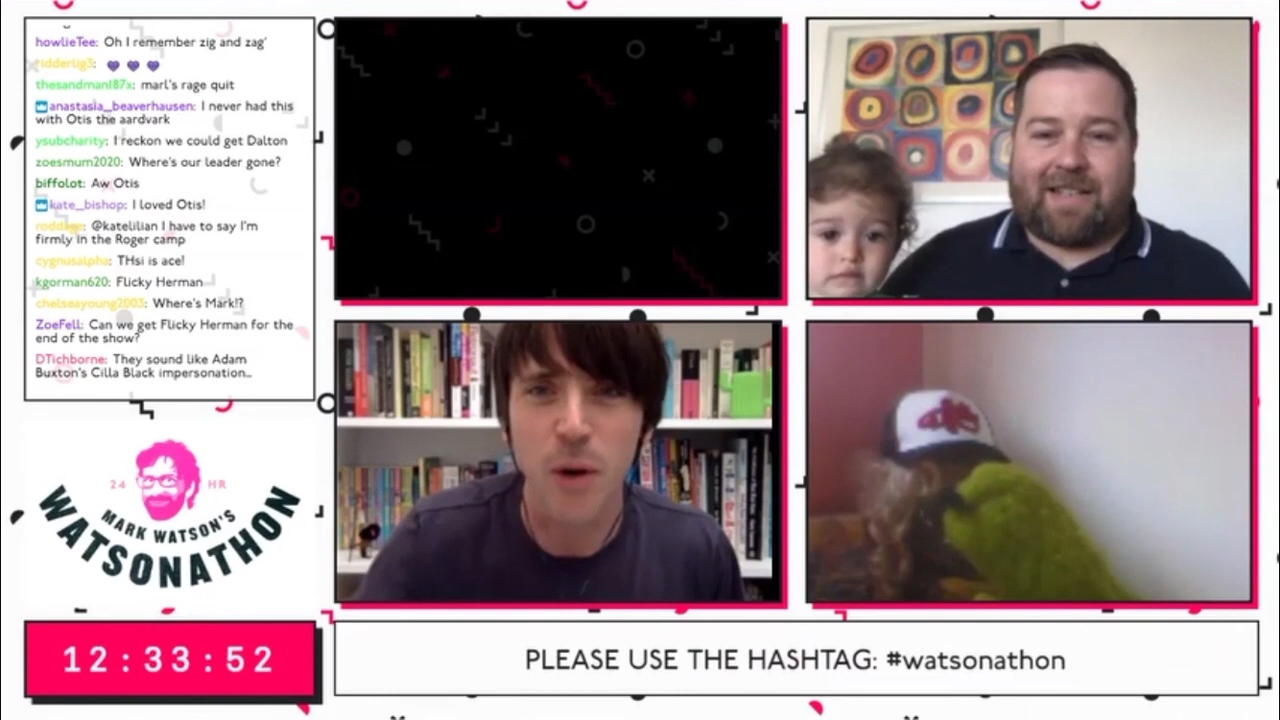 howlieTee: Oh I remember zig and zag'
ridderlig3:
thesandman187x: marl's rage quit
anastasia_beaverhausen: I never had this
with Otis the aardvark
ysubcharity: I reckon we could get Dalton
zoesmum2020: Where's our leader gone?
biffolot: Aw Otis
kate_bishop: I loved Otis!
@katelilian I have to say I'm
firmly in the Roger camp
cygnusalpha: THsi is ace!
kgorman620: Flicky Herman
chelseayoung2003: Where's Mark!?
ZoeFell: Can we get Flicky Herman for the
end of the show?
DTichborne: They sound like Adam
Buxton's Cilla Black impersonation...
24 HR
MARK WATSON'S
WATSONATHON
12:33:52
PLEASE USE THE HASHTAG: #watsonathon